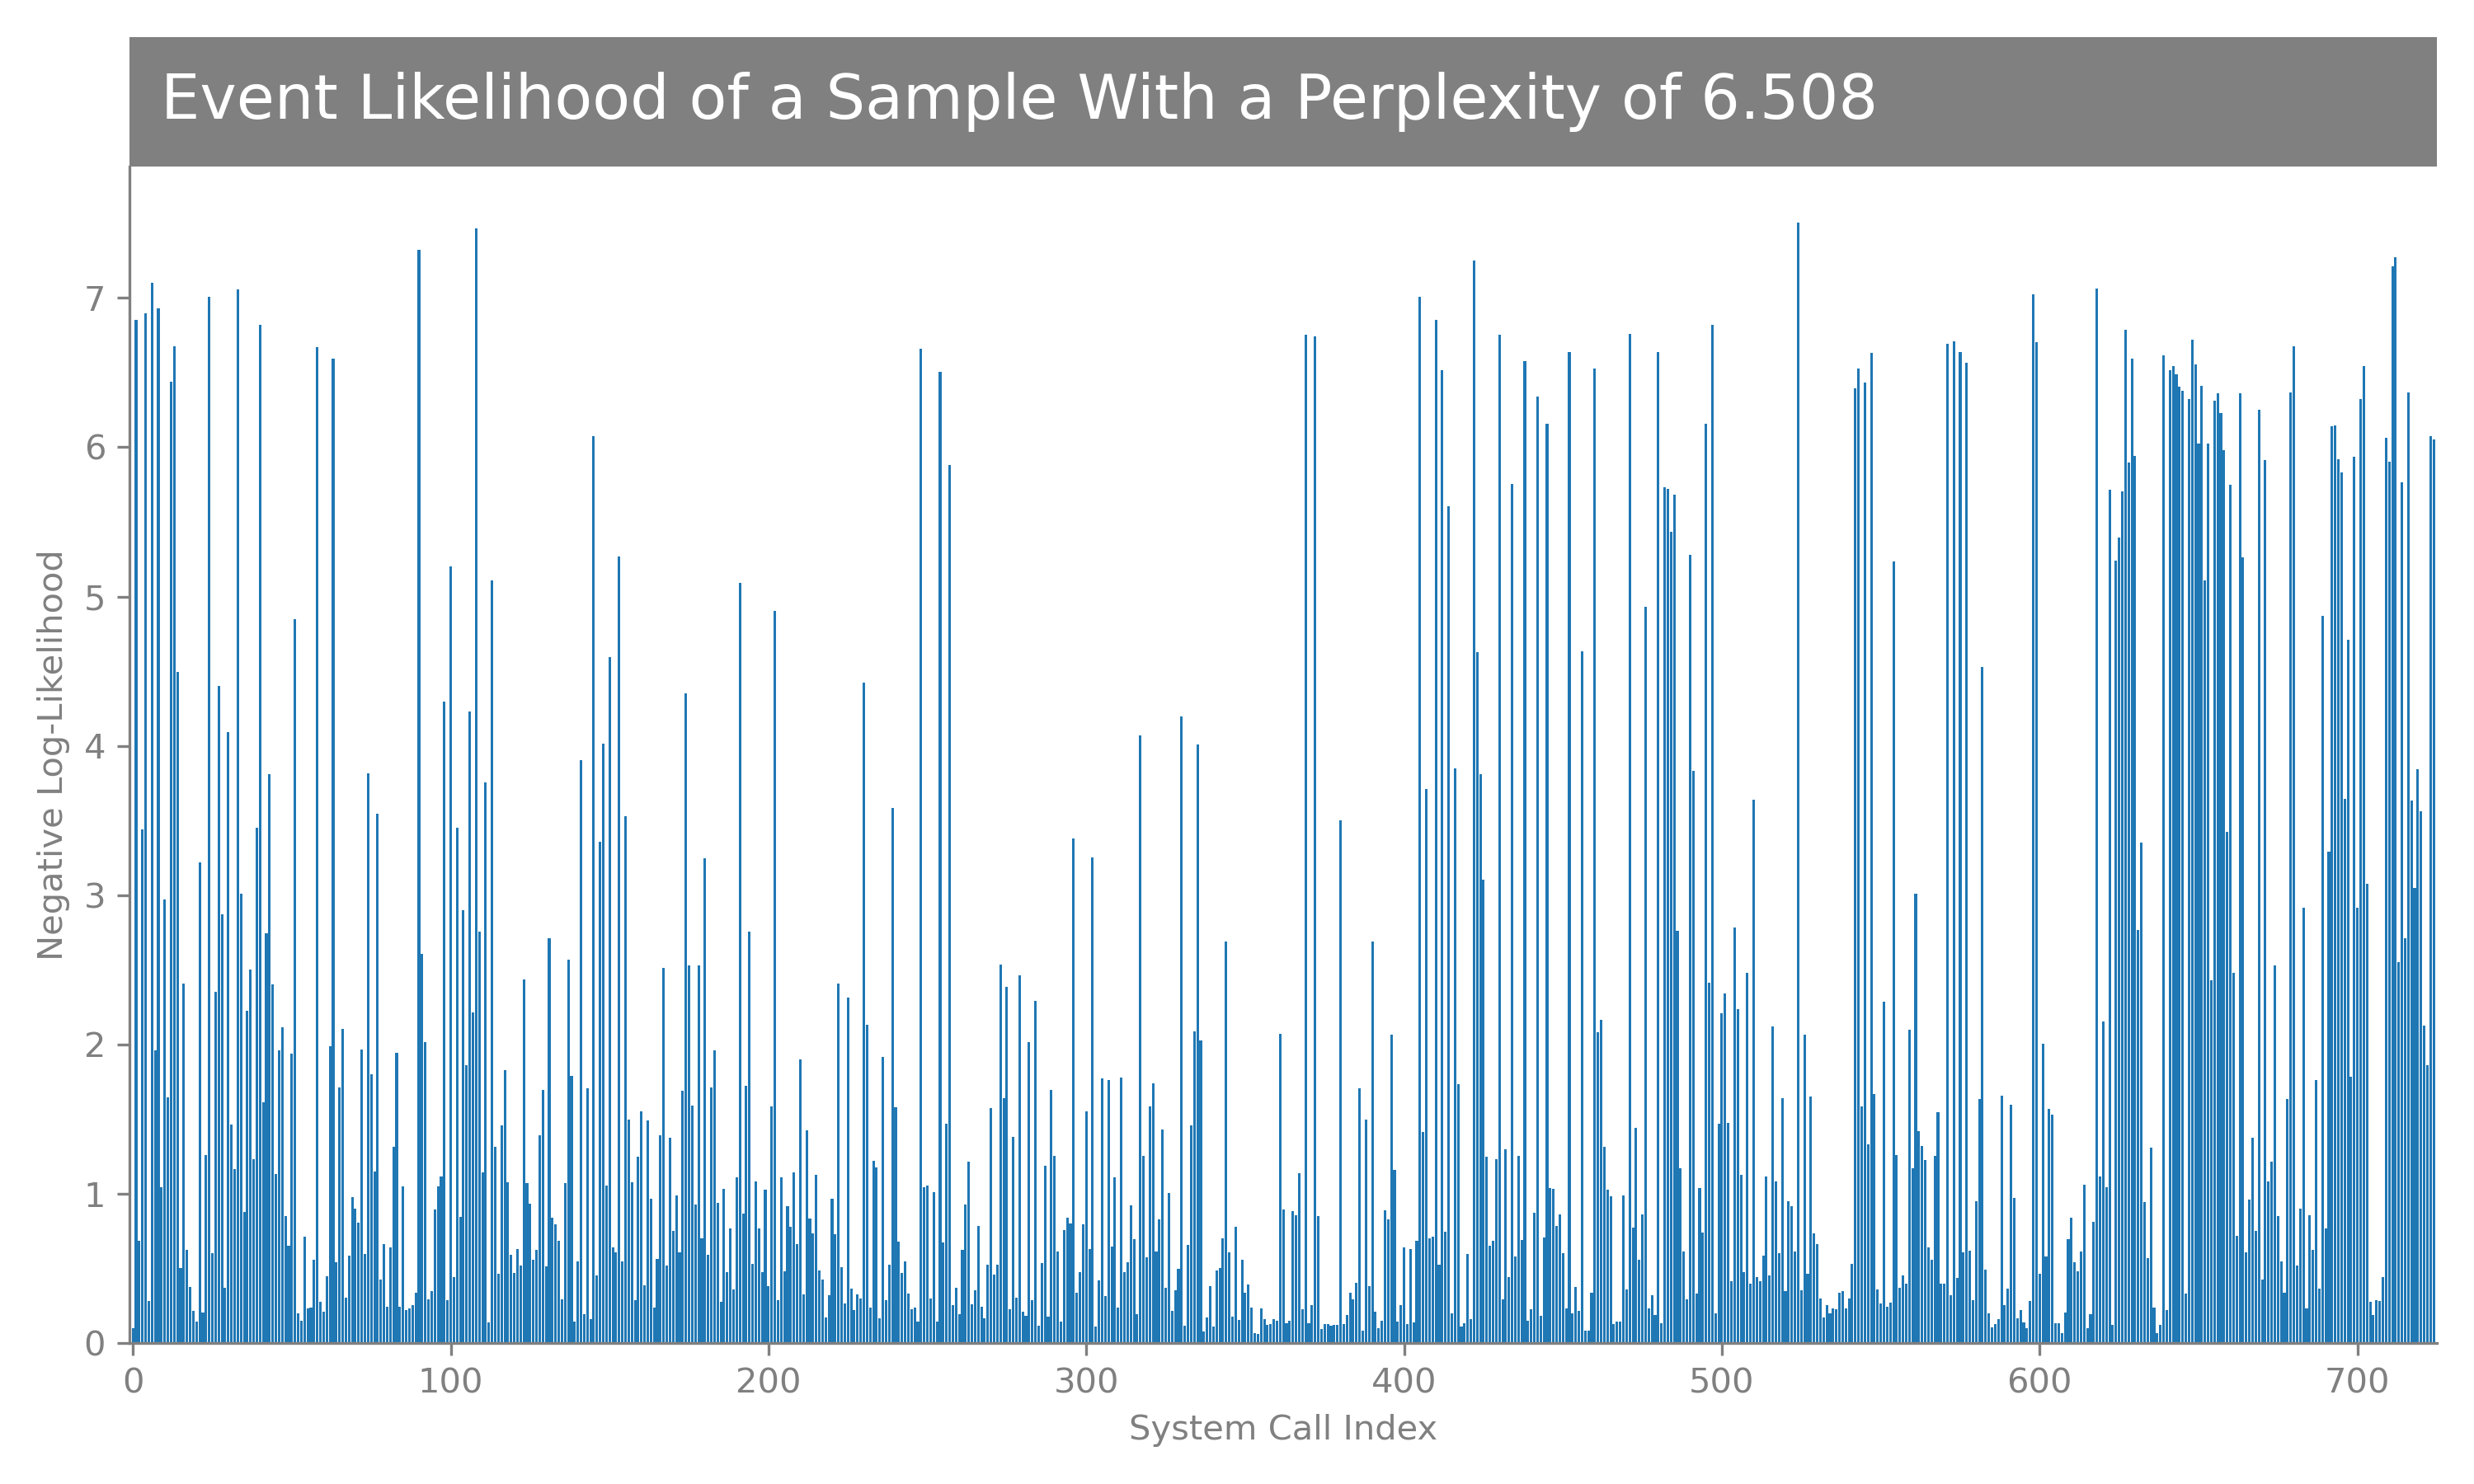 Event Likelihood of a Sample With a Perplexity of 6.508
Negative Log-Likelihood
7
6
5
4
3
2
1
0
0 100 200 300 400 500 600 700
System Call Index